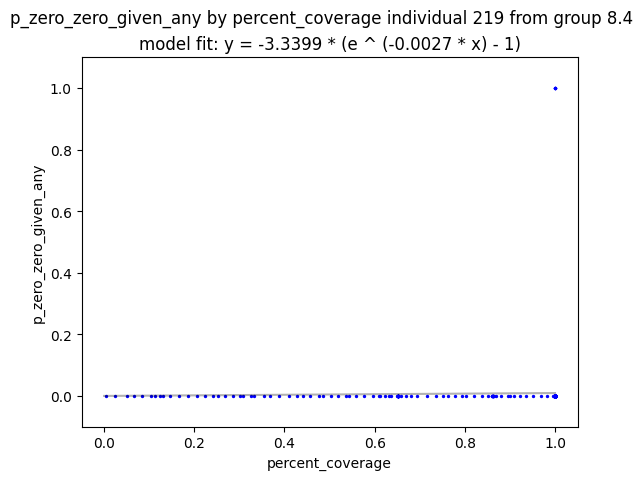 p_zero_zero_given_any by percent_coverage individual 219 from group 8.4
model fit: y = -3.3399 * (e ^ (-0.0027 * x) - 1)
1.0
0.8
0.6
0.4
0.2
0.0
p_zero_zero_given_any
0.0 0.2 0.4 0.6 0.8 1.0
percent_coverage